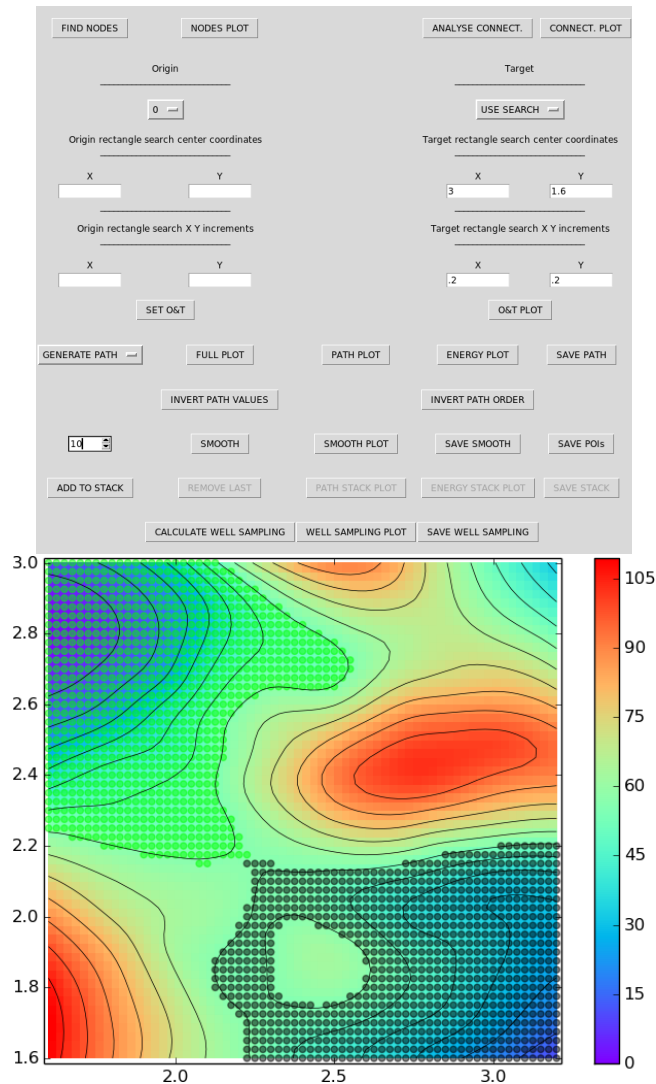 FIND NODES NODES PLOT ANALYSE CONNECT. CONNECT. PLOT
Origin Target
0 USE SEARCH
Origin rectangle search center coordinates Target rectangle search center coordinates
X Y X Y
3 1.6
Origin rectangle search X Y increments Target rectangle search X Y increments
X Y X Y
.2 .2
SET O&T O&T PLOT
GENERATE PATH FULL PLOT PATH PLOT ENERGY PLOT SAVE PATH
INVERT PATH VALUES INVERT PATH ORDER
10 SMOOTH SMOOTH PLOT SAVE SMOOTH SAVE POIs
ADD TO STACK REMOVE LAST PATH STACK PLOT ENERGY STACK PLOT SAVE STACK
CALCULATE WELL SAMPLING WELL SAMPLING PLOT SAVE WELL SAMPLING
3.0 105
2.8 90
2.6 75
2.4 60
2.2 45
2.0 30
1.8 15
1.6 0
2.0 2.5 3.0